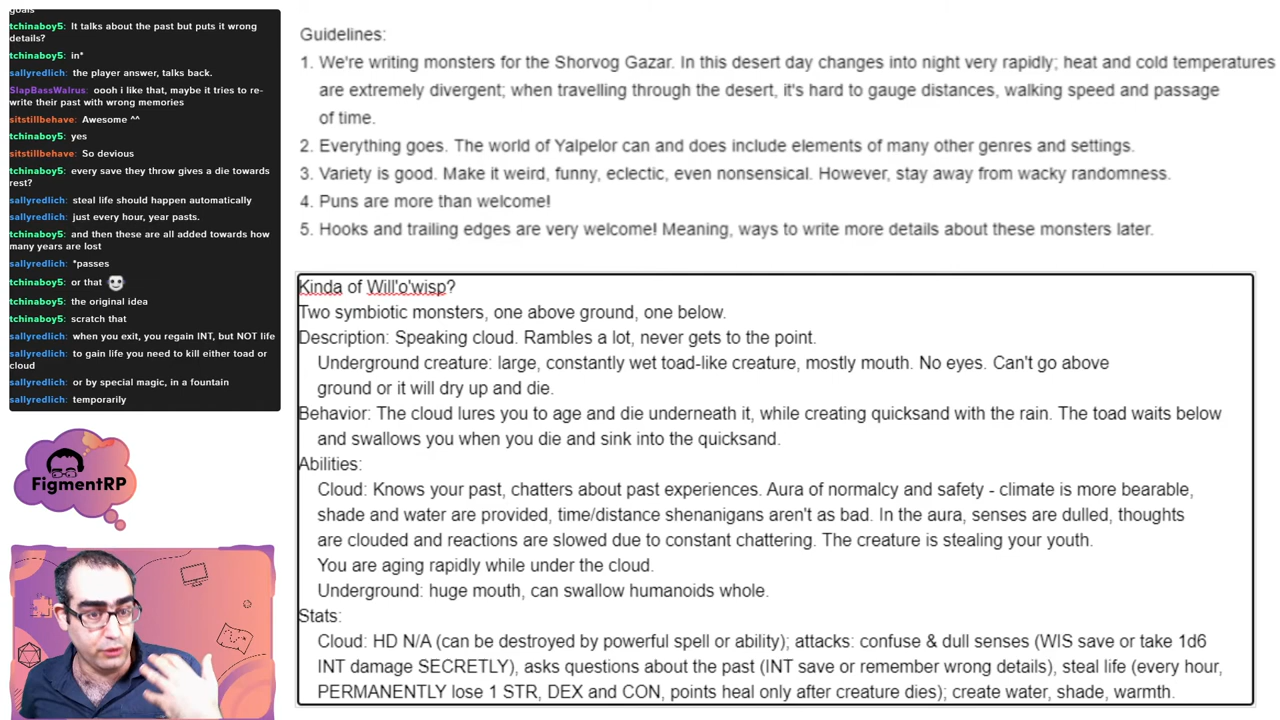 goals
tchinaboy5: It talks about the past but puts it wrong
details?
tchinaboy5: in*
sallyredlich: the player answer, talks back.
SlapBassWalrus: oooh i like that, maybe it tries to re-
write their past with wrong memories
sitstillbehave: Awesome ^^
tchinaboy5: yes
sitstillbehave: So devious
tchinaboy5: every save they throw gives a die towards
rest?
sallyredlich: steal life should happen automatically
sallyredlich: just every hour, year pasts.
tchinaboy5: and then these are all added towards how
many years are lost
sallyredlich: *passes
tchinaboy5: or that
tchinaboy5: the original idea
tchinaboy5: scratch that
sallyredlich: when you exit, you regain INT, but NOT life
sallyredlich: to gain life you need to kill either toad or
cloud
sallyredlich: or by special magic, in a fountain
sallyredlich: temporarily
FigmentRP
Guidelines:
1. We're writing monsters for the Shorvog Gazar. In this desert day changes into night very rapidly; heat and cold temperatures
are extremely divergent; when travelling through the desert, it's hard to gauge distances, walking speed and passage
of time.
2. Everything goes. The world of Yalpelor can and does include elements of many other genres and settings.
3. Variety is good. Make it weird, funny, eclectic, even nonsensical. However, stay away from wacky randomness.
4. Puns are more than welcome!
5. Hooks and trailing edges are very welcome! Meaning, ways to write more details about these monsters later.
Kinda of Will'o'wisp?
Two symbiotic monsters, one above ground, one below.
Description: Speaking cloud. Rambles a lot, never gets to the point.
Underground creature: large, constantly wet toad-like creature, mostly mouth. No eyes. Can't go above
ground or it will dry up and die.
Behavior: The cloud lures you to age and die underneath it, while creating quicksand with the rain. The toad waits below
and swallows you when you die and sink into the quicksand.
Abilities:
Cloud: Knows your past, chatters about past experiences. Aura of normalcy and safety - climate is more bearable,
shade and water are provided, time/distance shenanigans aren't as bad. In the aura, senses are dulled, thoughts
are clouded and reactions are slowed due to constant chattering. The creature is stealing your youth.
You are aging rapidly while under the cloud.
Underground: huge mouth, can swallow humanoids whole.
Stats:
Cloud: HD N/A (can be destroyed by powerful spell or ability); attacks: confuse & dull senses (WIS save or take 1d6
INT damage SECRETLY), asks questions about the past (INT save or remember wrong details), steal life (every hour,
PERMANENTLY lose 1 STR, DEX and CON, points heal only after creature dies); create water, shade, warmth.